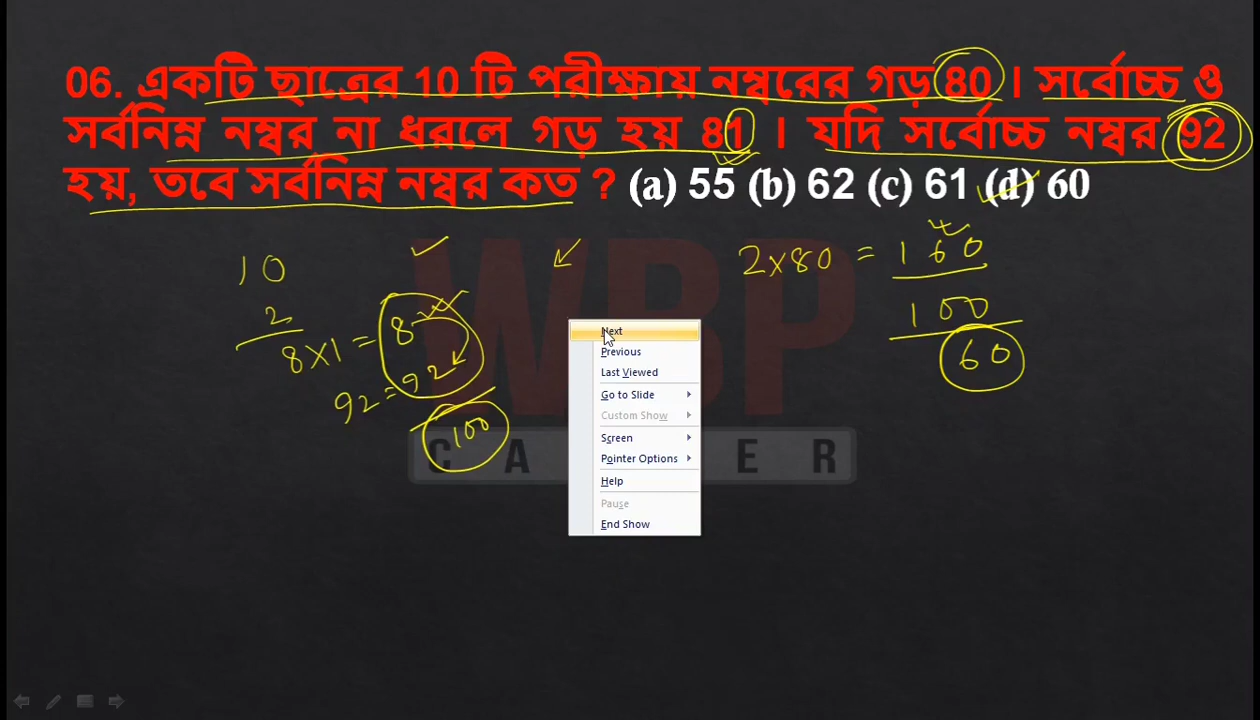 06. একটি ছাত্রের 10 টি পরীক্ষায় নম্বরের গড় 80 । সর্বোচ্চ ও
সর্বনিম্ন নম্বর না ধরলে গড় হয় 81 । যদি সর্বোচ্চ নম্বর 92
হয়, তবে সর্বনিম্ন নম্বর কত ? (a) 55 (b) 62 (c) 61 (d) 60
10
2
8×1 = 8
92 = 92
100
2×80 = 160
100
60
WBP
Next
Previous
Last Viewed
Go to Slide
Custom Show
Screen
Pointer Options
Help
Pause
End Show
C A E R